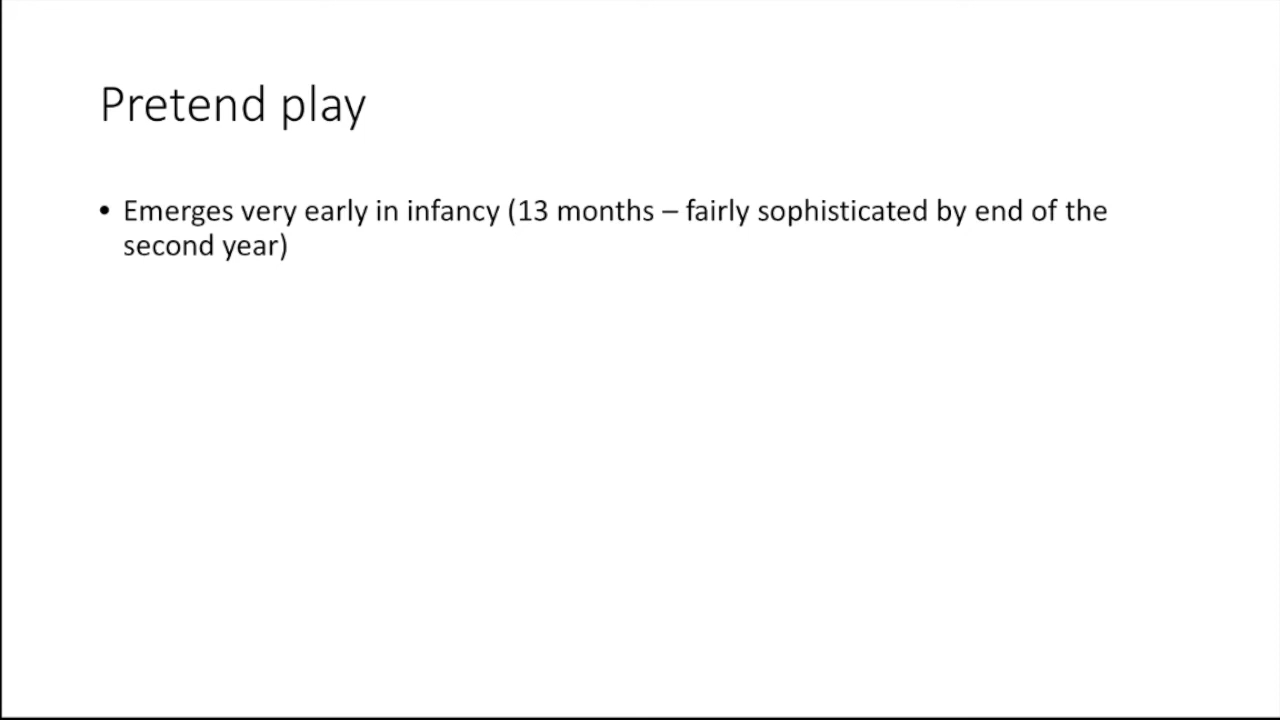 Pretend play
• Emerges very early in infancy (13 months – fairly sophisticated by end of the
second year)